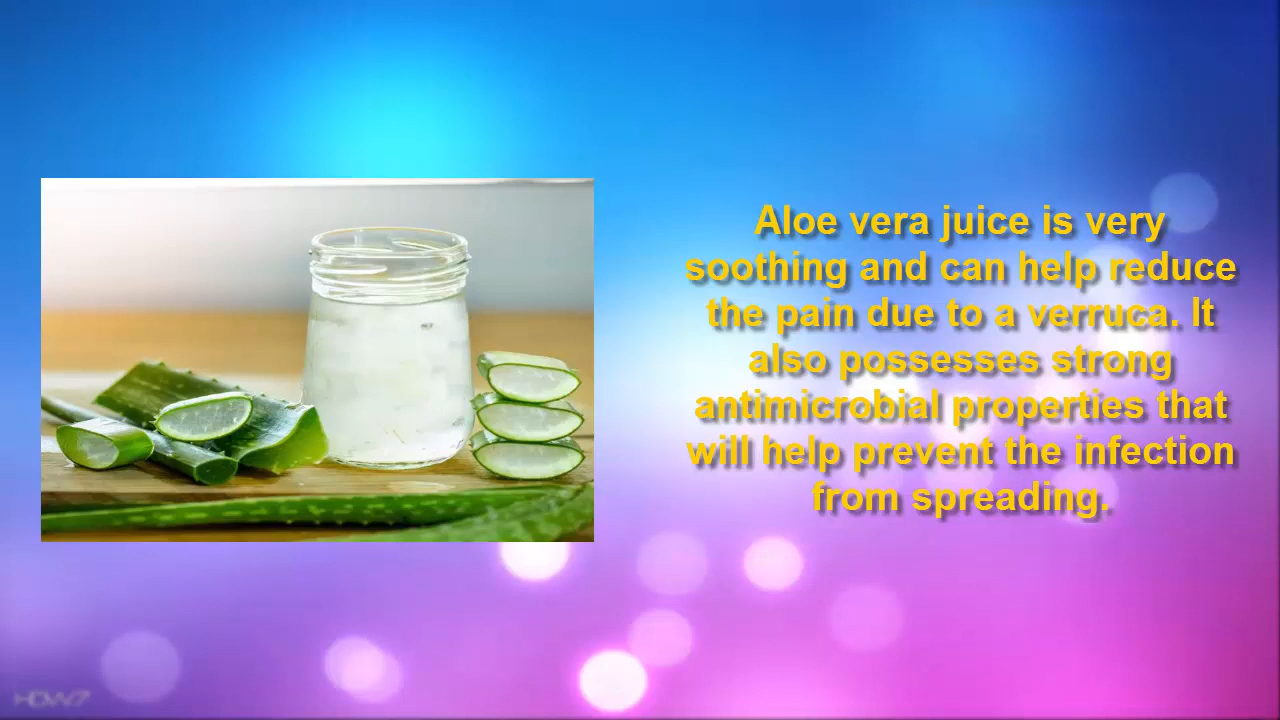 Aloe vera juice is very
soothing and can help reduce
the pain due to a verruca. It
also possesses strong
antimicrobial properties that
will help prevent the infection
from spreading.